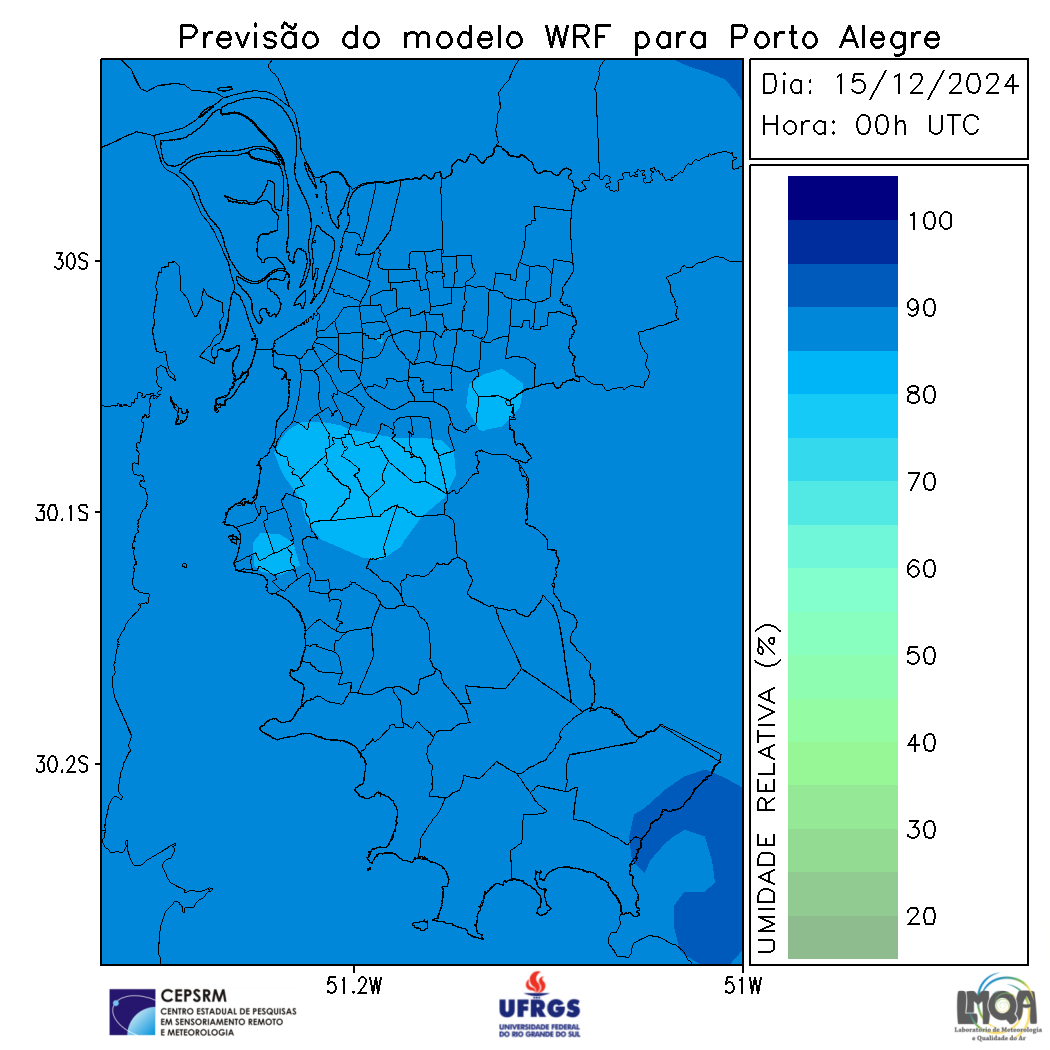 Previsão do modelo WRF para Porto Alegre
Dia: 15/12/2024
Hora: 00h UTC
30S
30.1S
30.2S
51.2W
51W
100
90
80
70
60
50
40
30
20
UMIDADE RELATIVA (%)
CEPSRM
CENTRO ESTADUAL DE PESQUISAS
EM SENSORIAMENTO REMOTO
E METEOROLOGIA
UFRGS
UNIVERSIDADE FEDERAL
DO RIO GRANDE DO SUL
LMQA
Laboratório de Meteorologia
e Qualidade do Ar